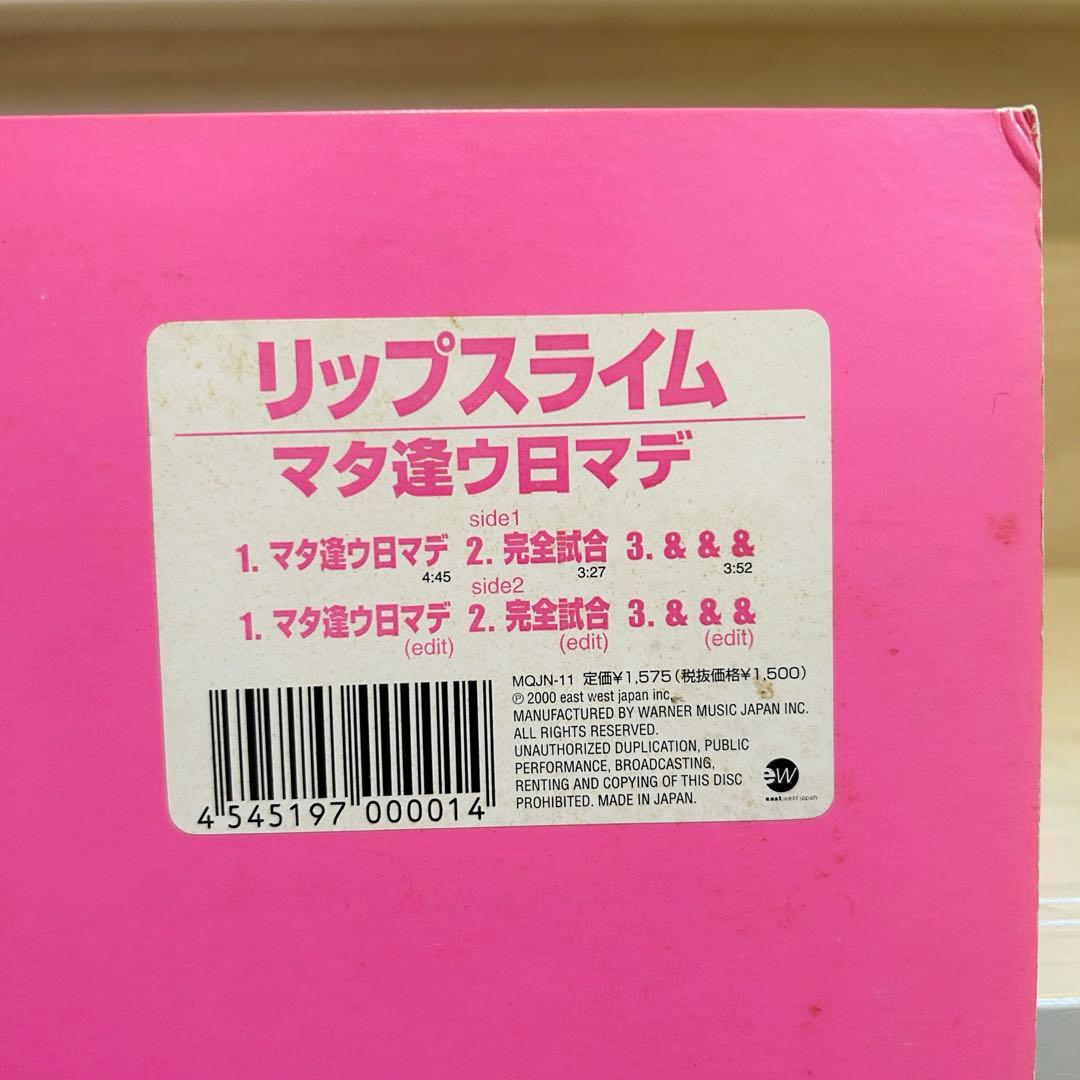 リップスライム
マタ逢ウ日マデ
side1
1. マタ逢ウ日マデ 2. 完全試合 3. & & &
4:45 3:27 3:52
side2
1. マタ逢ウ日マデ 2. 完全試合 3. & & &
(edit) (edit) (edit)
MQJN-11 定価¥1,575(税抜価格¥1,500)
℗ 2000 east west japan inc.
MANUFACTURED BY WARNER MUSIC JAPAN INC.
ALL RIGHTS RESERVED.
UNAUTHORIZED DUPLICATION, PUBLIC
PERFORMANCE, BROADCASTING,
RENTING AND COPYING OF THIS DISC
PROHIBITED. MADE IN JAPAN.
ew
east west japan
4 545197 000014